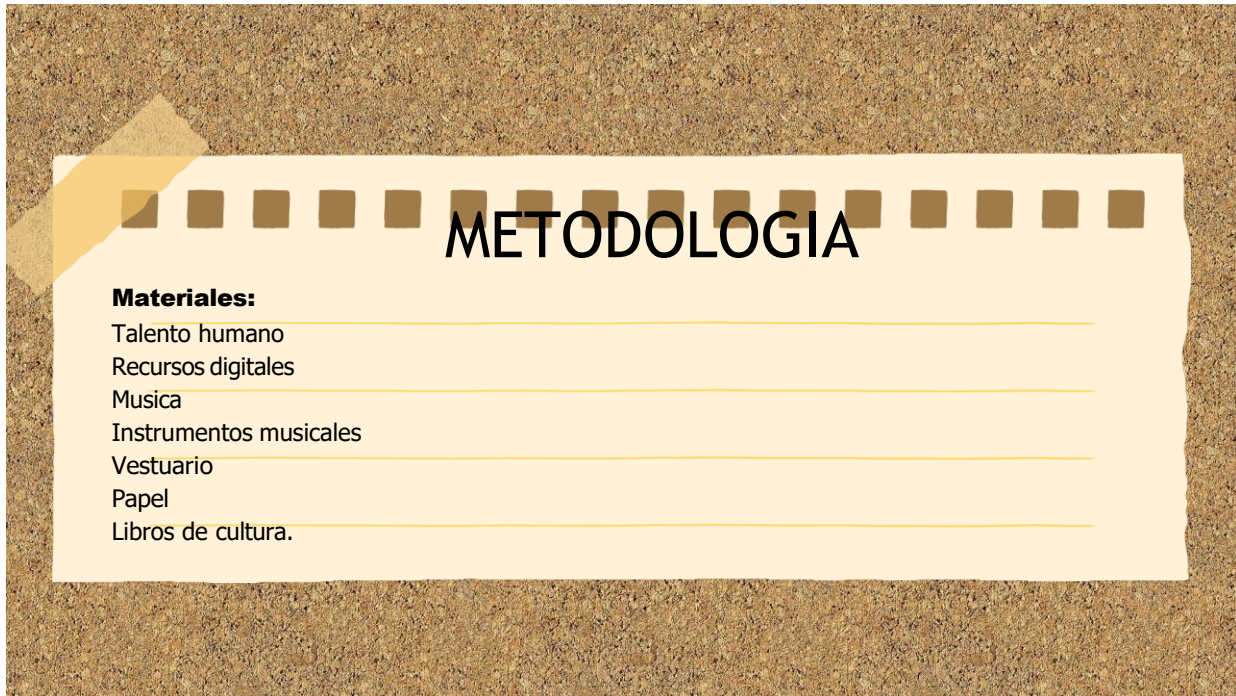 METODOLOGIA
Materiales:
Talento humano
Recursos digitales
Musica
Instrumentos musicales
Vestuario
Papel
Libros de cultura.